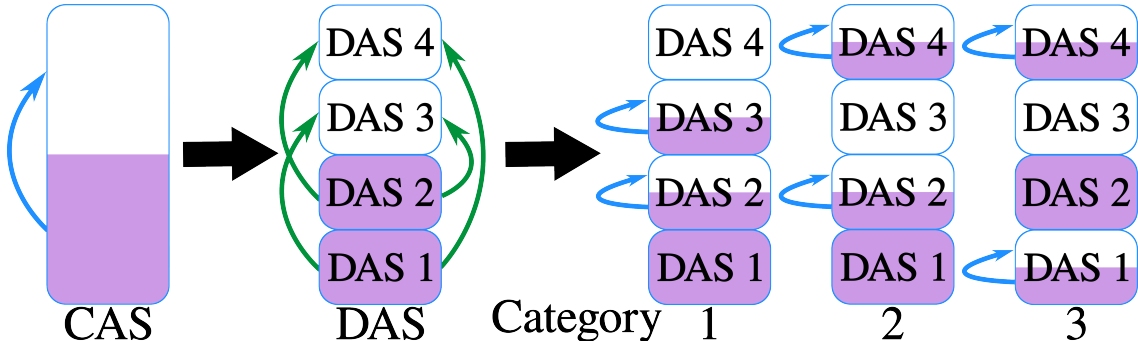 DAS 4 DAS 4 DAS 4 DAS 4
DAS 3 DAS 3 DAS 3 DAS 3
DAS 2 DAS 2 DAS 2 DAS 2
DAS 1 DAS 1 DAS 1 DAS 1
CAS DAS Category 1 2 3